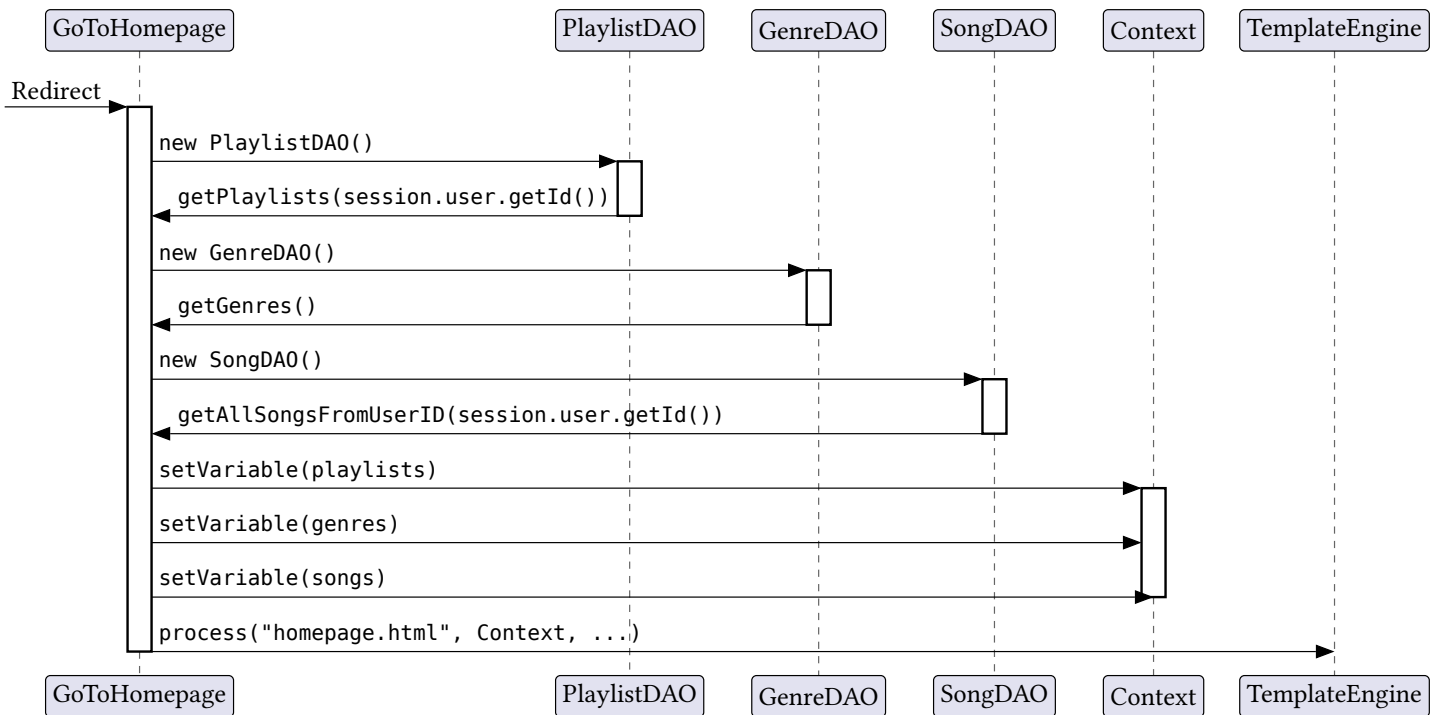 GoToHomepage PlaylistDAO GenreDAO SongDAO Context TemplateEngine
Redirect
new PlaylistDAO()
getPlaylists(session.user.getId())
new GenreDAO()
getGenres()
new SongDAO()
getAllSongsFromUserID(session.user.getId())
setVariable(playlists)
setVariable(genres)
setVariable(songs)
process("homepage.html", Context, ...)
GoToHomepage PlaylistDAO GenreDAO SongDAO Context TemplateEngine